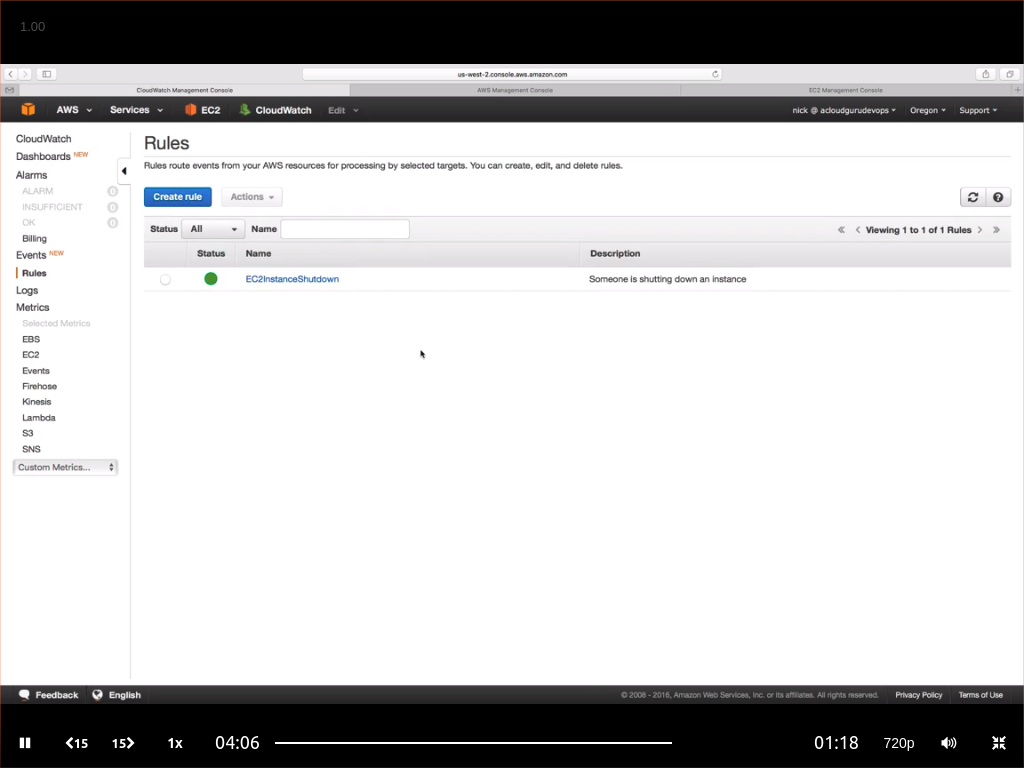 1.00
us-west-2.console.aws.amazon.com
CloudWatch Management Console
AWS Management Console
EC2 Management Console
AWS
Services
EC2
CloudWatch
Edit
nick @ acloudgurudevops
Oregon
Support
CloudWatch
Dashboards NEW
Alarms
ALARM 0
INSUFFICIENT 0
OK 0
Billing
Events NEW
Rules
Logs
Metrics
Selected Metrics
EBS
EC2
Events
Firehose
Kinesis
Lambda
S3
SNS
Custom Metrics...
Rules
Rules route events from your AWS resources for processing by selected targets. You can create, edit, and delete rules.
Create rule
Actions
Status All Name
Viewing 1 to 1 of 1 Rules
Status Name Description
EC2InstanceShutdown Someone is shutting down an instance
Feedback
English
© 2008 - 2016, Amazon Web Services, Inc. or its affiliates. All rights reserved.
Privacy Policy
Terms of Use
15
15
1x
04:06
01:18
720p